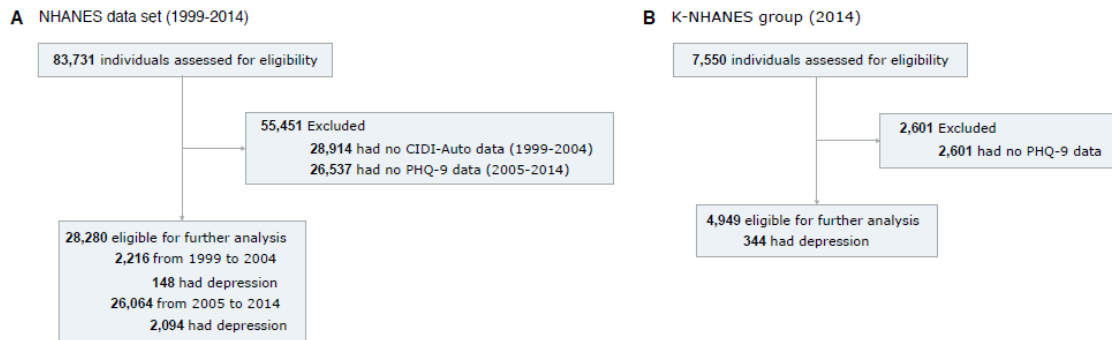 A NHANES data set (1999-2014)
83,731 individuals assessed for eligibility
55,451 Excluded
28,914 had no CIDI-Auto data (1999-2004)
26,537 had no PHQ-9 data (2005-2014)
28,280 eligible for further analysis
2,216 from 1999 to 2004
148 had depression
26,064 from 2005 to 2014
2,094 had depression
B K-NHANES group (2014)
7,550 individuals assessed for eligibility
2,601 Excluded
2,601 had no PHQ-9 data
4,949 eligible for further analysis
344 had depression